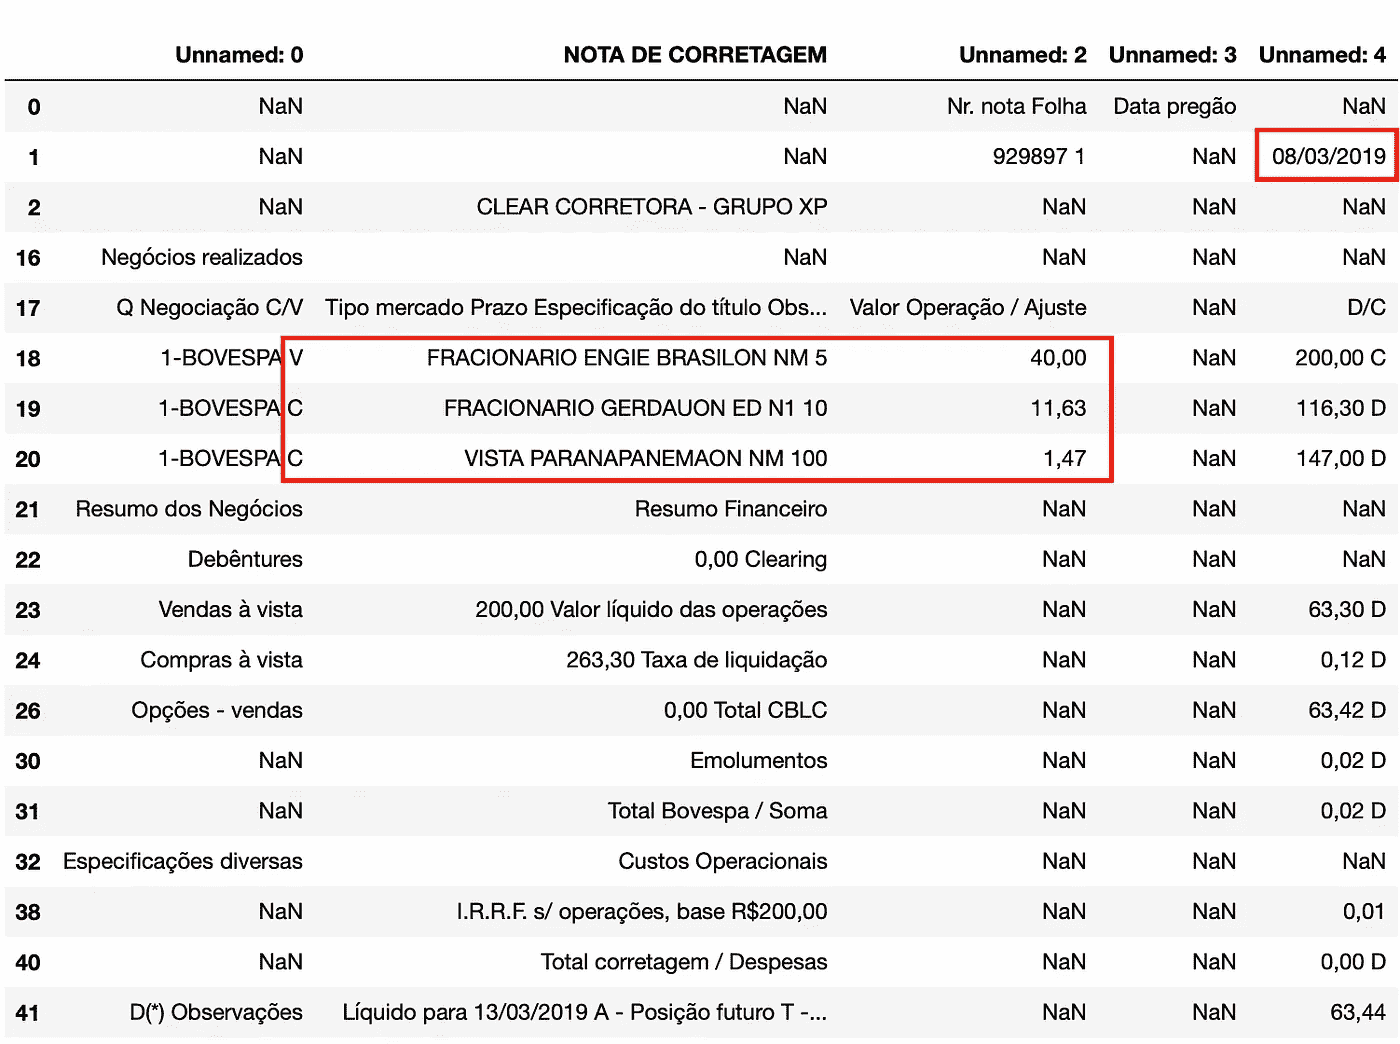 Unnamed: 0 NOTA DE CORRETAGEM Unnamed: 2 Unnamed: 3 Unnamed: 4
0 NaN NaN Nr. nota Folha Data pregão NaN
1 NaN NaN 929897 1 NaN 08/03/2019
2 NaN CLEAR CORRETORA - GRUPO XP NaN NaN NaN
16 Negócios realizados NaN NaN NaN NaN
17 Q Negociação C/V Tipo mercado Prazo Especificação do título Obs... Valor Operação / Ajuste NaN D/C
18 1-BOVESPA V FRACIONARIO ENGIE BRASILON NM 5 40,00 NaN 200,00 C
19 1-BOVESPA C FRACIONARIO GERDAUON ED N1 10 11,63 NaN 116,30 D
20 1-BOVESPA C VISTA PARANAPANEMAON NM 100 1,47 NaN 147,00 D
21 Resumo dos Negócios Resumo Financeiro NaN NaN NaN
22 Debêntures 0,00 Clearing NaN NaN NaN
23 Vendas à vista 200,00 Valor líquido das operações NaN NaN 63,30 D
24 Compras à vista 263,30 Taxa de liquidação NaN NaN 0,12 D
26 Opções - vendas 0,00 Total CBLC NaN NaN 63,42 D
30 NaN Emolumentos NaN NaN 0,02 D
31 NaN Total Bovespa / Soma NaN NaN 0,02 D
32 Especificações diversas Custos Operacionais NaN NaN NaN
38 NaN I.R.R.F. s/ operações, base R$200,00 NaN NaN 0,01
40 NaN Total corretagem / Despesas NaN NaN 0,00 D
41 D(*) Observações Líquido para 13/03/2019 A - Posição futuro T -... NaN NaN 63,44